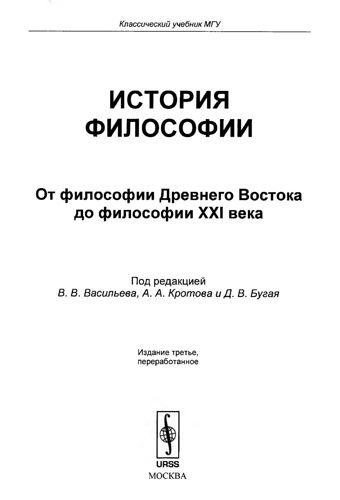 Классический учебник МГУ
ИСТОРИЯ
ФИЛОСОФИИ
От философии Древнего Востока
до философии XXI века
Под редакцией
В. В. Васильева, А. А. Кротова и Д. В. Бугая
Издание третье,
переработанное
URSS
МОСКВА